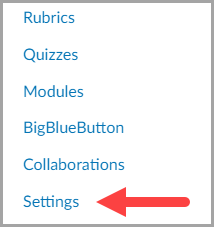 Rubrics
Quizzes
Modules
BigBlueButton
Collaborations
Settings